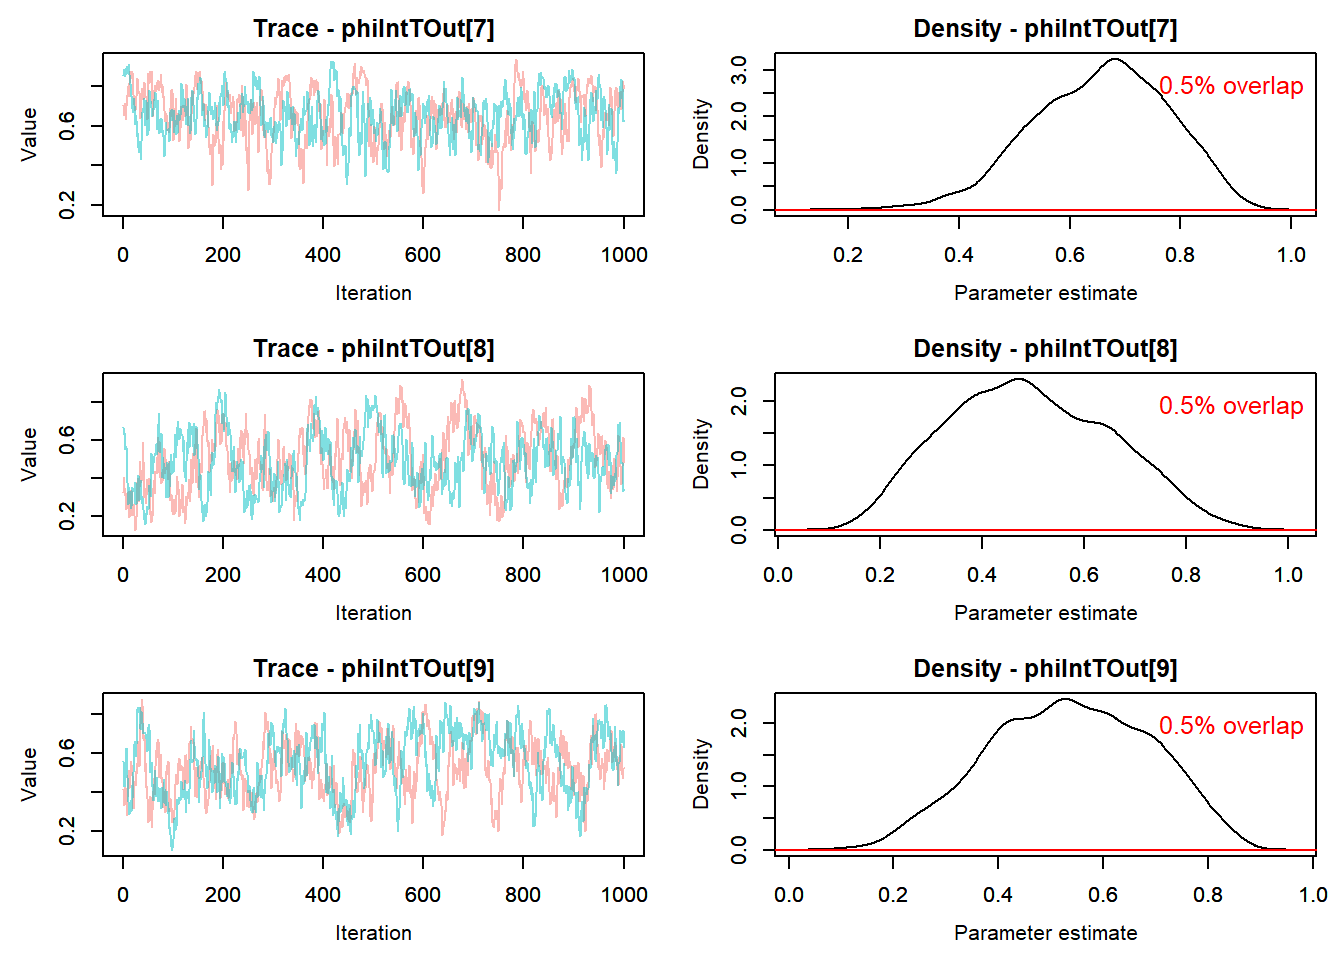 Trace - phiIntTOut[7]
Value
0.2 0.6
0 200 400 600 800 1000
Iteration
Density - phiIntTOut[7]
Density
0.0 1.0 2.0 3.0
0.5% overlap
0.2 0.4 0.6 0.8 1.0
Parameter estimate
Trace - phiIntTOut[8]
Value
0.2 0.6
0 200 400 600 800 1000
Iteration
Density - phiIntTOut[8]
Density
0.0 1.0 2.0
0.5% overlap
0.0 0.2 0.4 0.6 0.8 1.0
Parameter estimate
Trace - phiIntTOut[9]
Value
0.2 0.6
0 200 400 600 800 1000
Iteration
Density - phiIntTOut[9]
Density
0.0 1.0 2.0
0.5% overlap
0.0 0.2 0.4 0.6 0.8 1.0
Parameter estimate